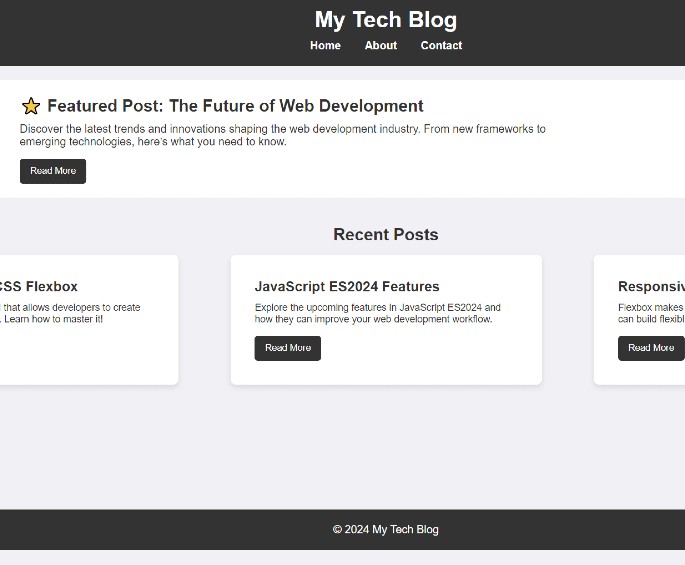 My Tech Blog
Home About Contact
Featured Post: The Future of Web Development
Discover the latest trends and innovations shaping the web development industry. From new frameworks to
emerging technologies, here's what you need to know.
Read More
Recent Posts
CSS Flexbox
that allows developers to create
. Learn how to master it!
JavaScript ES2024 Features
Explore the upcoming features in JavaScript ES2024 and
how they can improve your web development workflow.
Read More
Responsiv
Flexbox makes
can build flexibl
Read More
© 2024 My Tech Blog